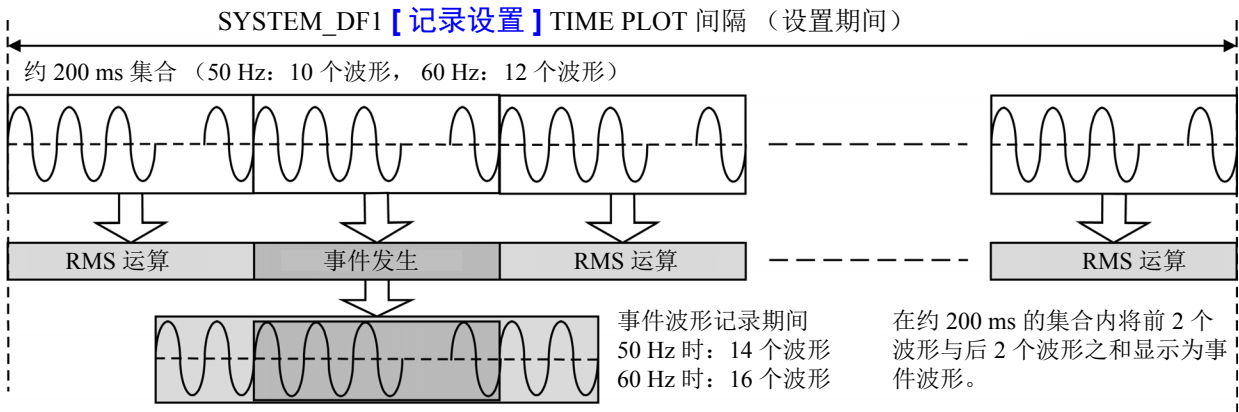 SYSTEM_DF1 [ 记录设置 ] TIME PLOT 间隔 （设置期间）
约 200 ms 集合 （50 Hz：10 个波形， 60 Hz：12 个波形）
RMS 运算
事件发生
RMS 运算
RMS 运算
事件波形记录期间
50 Hz 时：14 个波形
60 Hz 时：16 个波形
在约 200 ms 的集合内将前 2 个
波形与后 2 个波形之和显示为事
件波形。